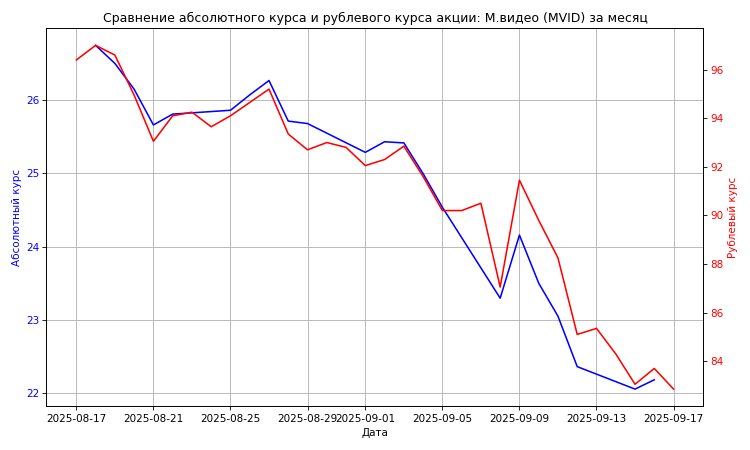 Сравнение абсолютного курса и рублевого курса акции: М.видео (MVID) за месяц
Абсолютный курс
26
25
24
23
22
96
94
92
90
88
86
84
Рублевый курс
2025-08-17 2025-08-21 2025-08-25 2025-08-29 2025-09-01 2025-09-05 2025-09-09 2025-09-13 2025-09-17
Дата